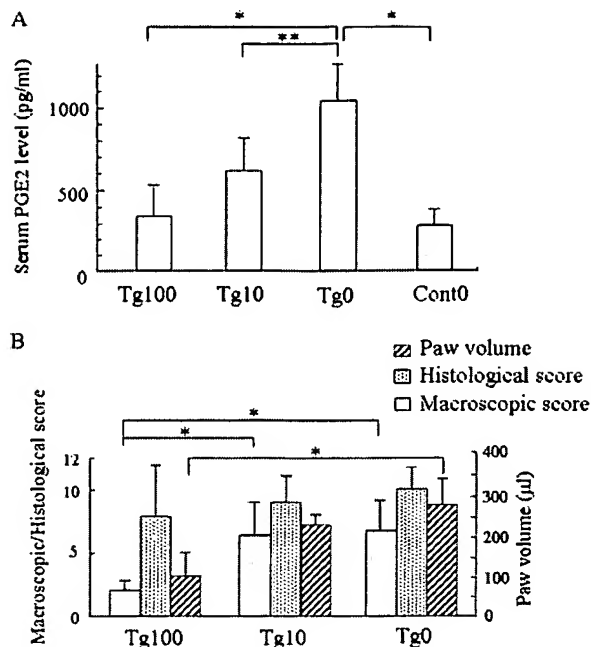 A
*
**
*
Serum PGE2 level (pg/ml)
1000
500
0
Tg100
Tg10
Tg0
Cont0
B
Paw volume
Histological score
Macroscopic score
*
*
*
Macroscopic/Histological score
12
10
5
0
400
300
200
100
0
Paw volume (μl)
Tg100
Tg10
Tg0